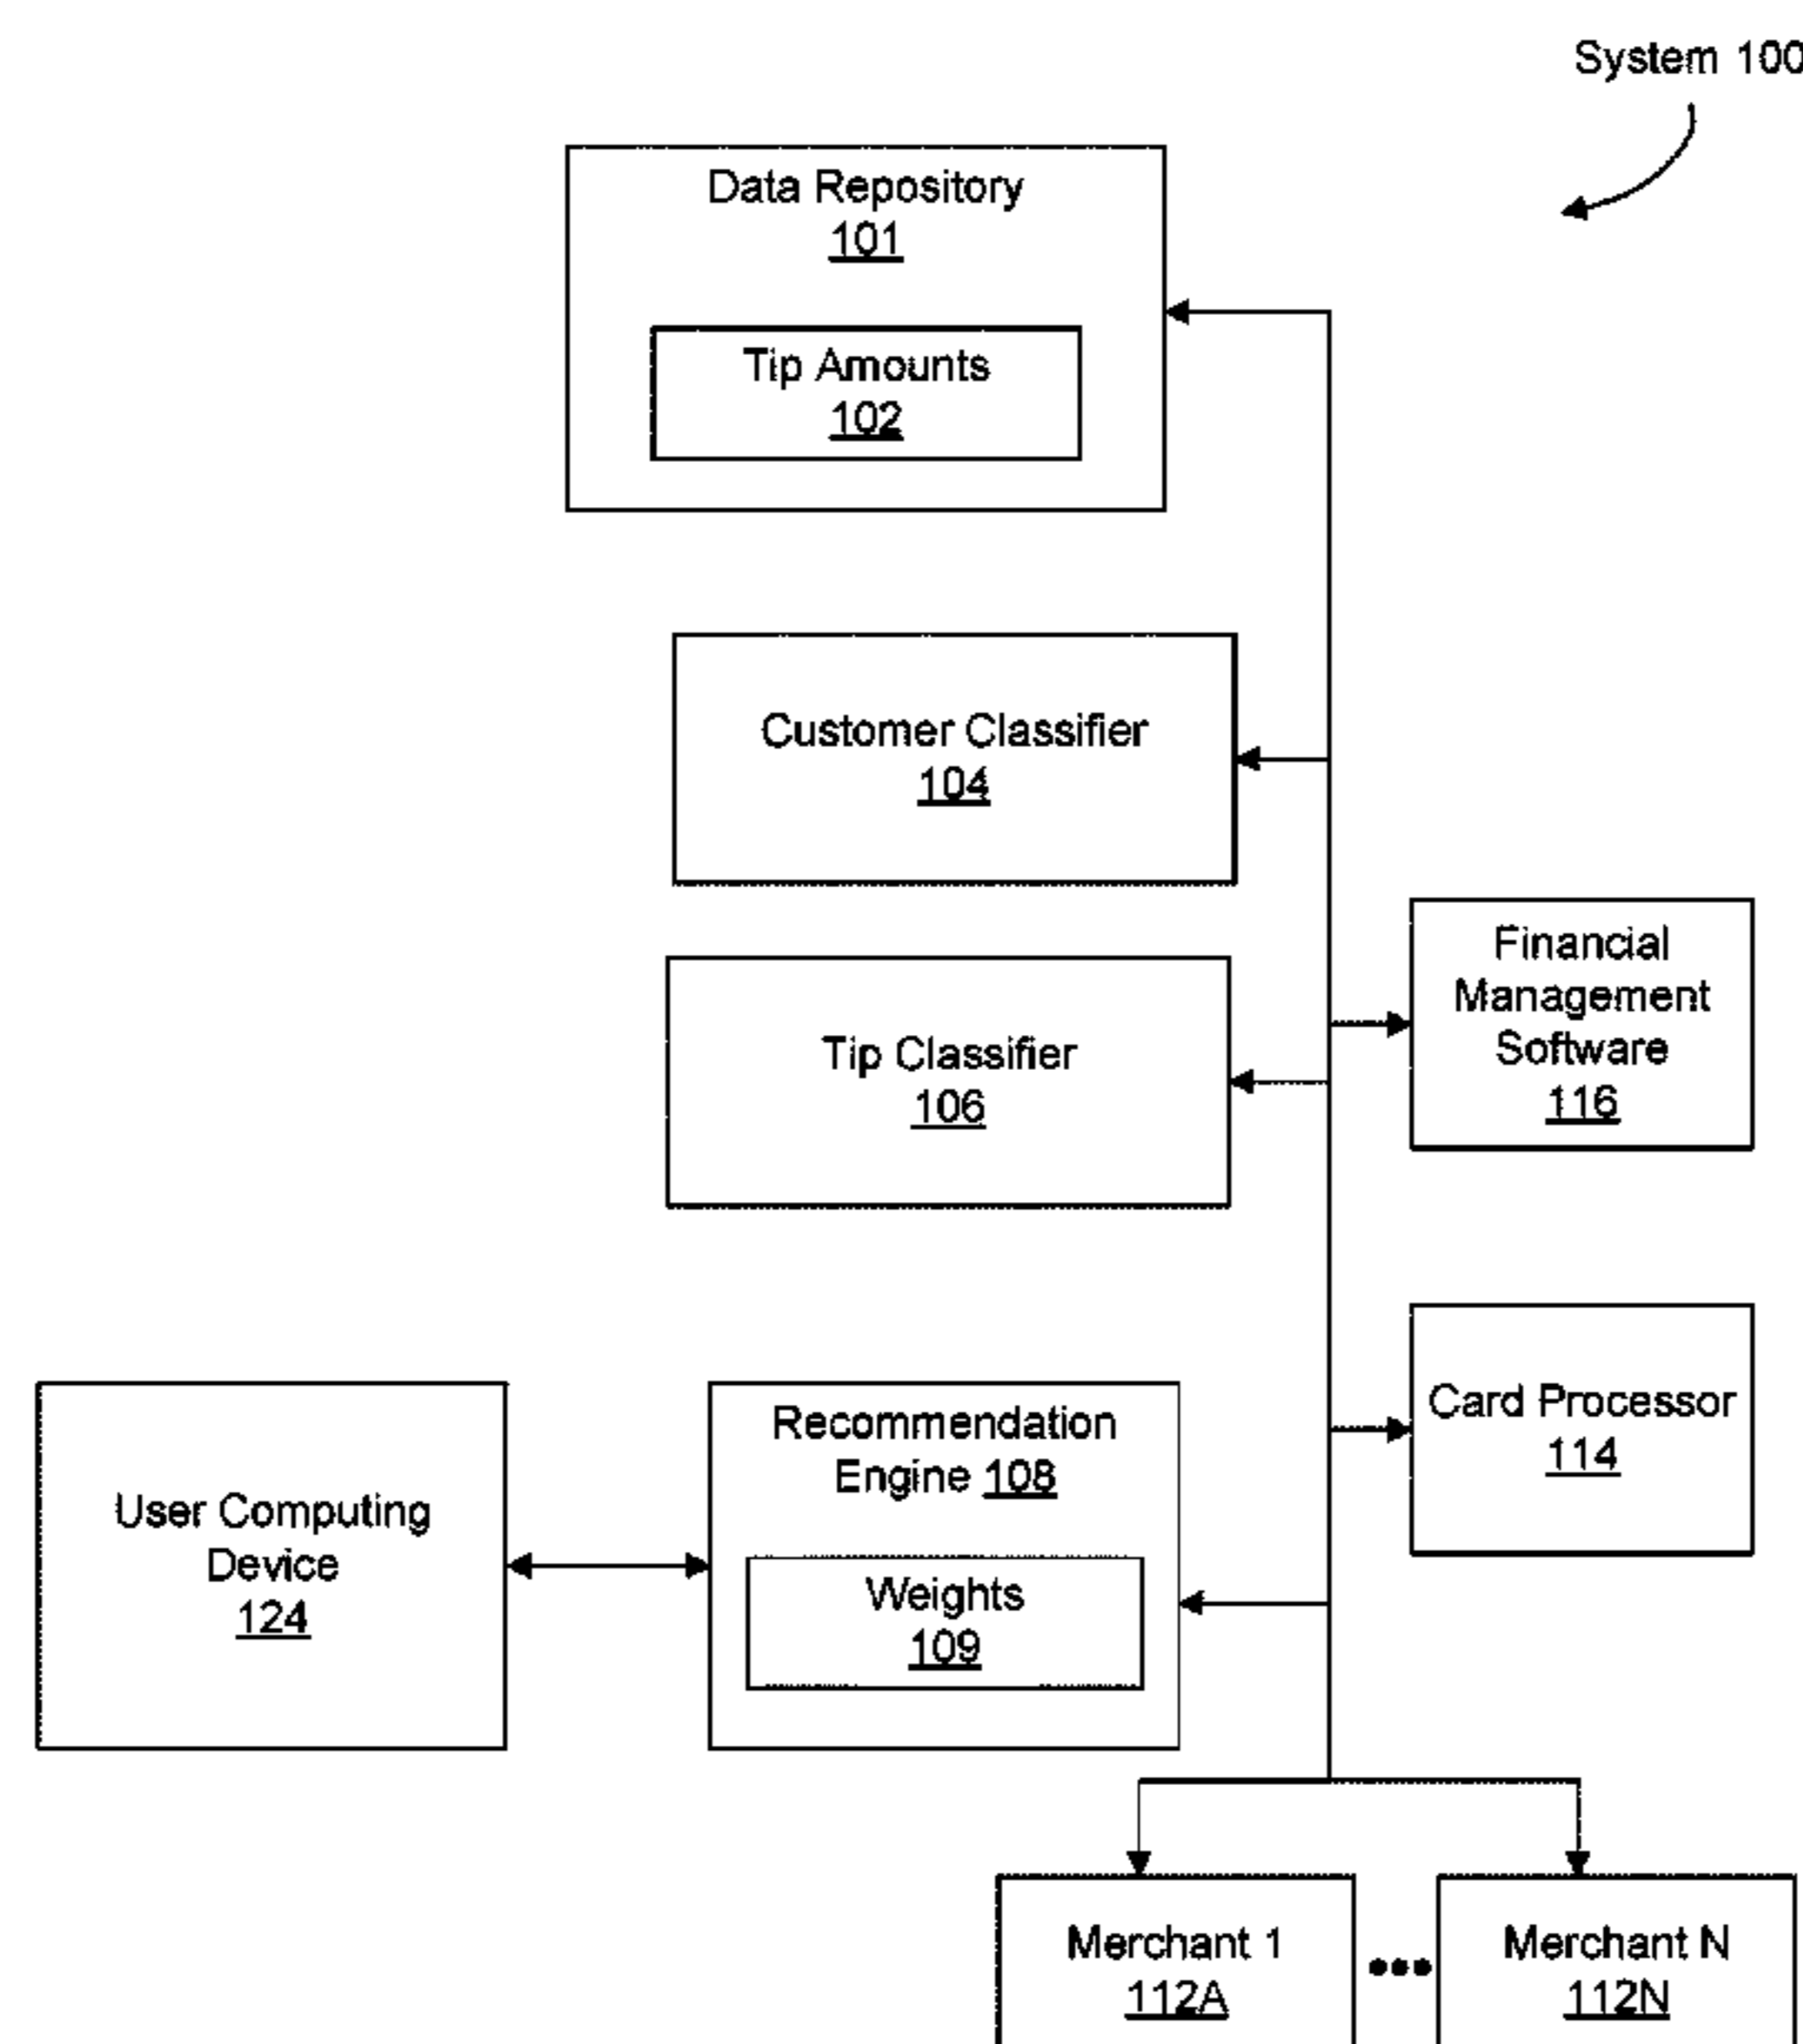 System 100
Data Repository
101
Tip Amounts
102
Customer Classifier
104
Financial
Management
Software
116
Tip Classifier
106
Card Processor
114
Recommendation
Engine 108
Weights
109
User Computing
Device
124
Merchant 1
112A
Merchant N
112N